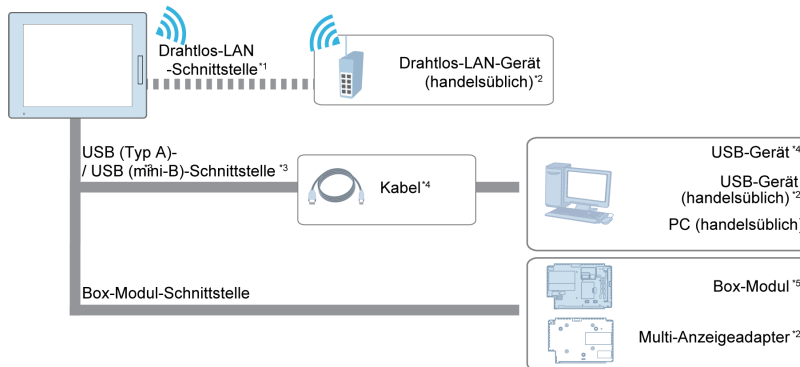 Drahtlos-LAN
-Schnittstelle*1
Drahtlos-LAN-Gerät
(handelsüblich)*2
USB (Typ A)-
/ USB (mini-B)-Schnittstelle *3
Kabel*4
USB-Gerät *4
USB-Gerät
(handelsüblich) *2
PC (handelsüblich)
Box-Modul-Schnittstelle
Box-Modul *5
Multi-Anzeigeadapter *2